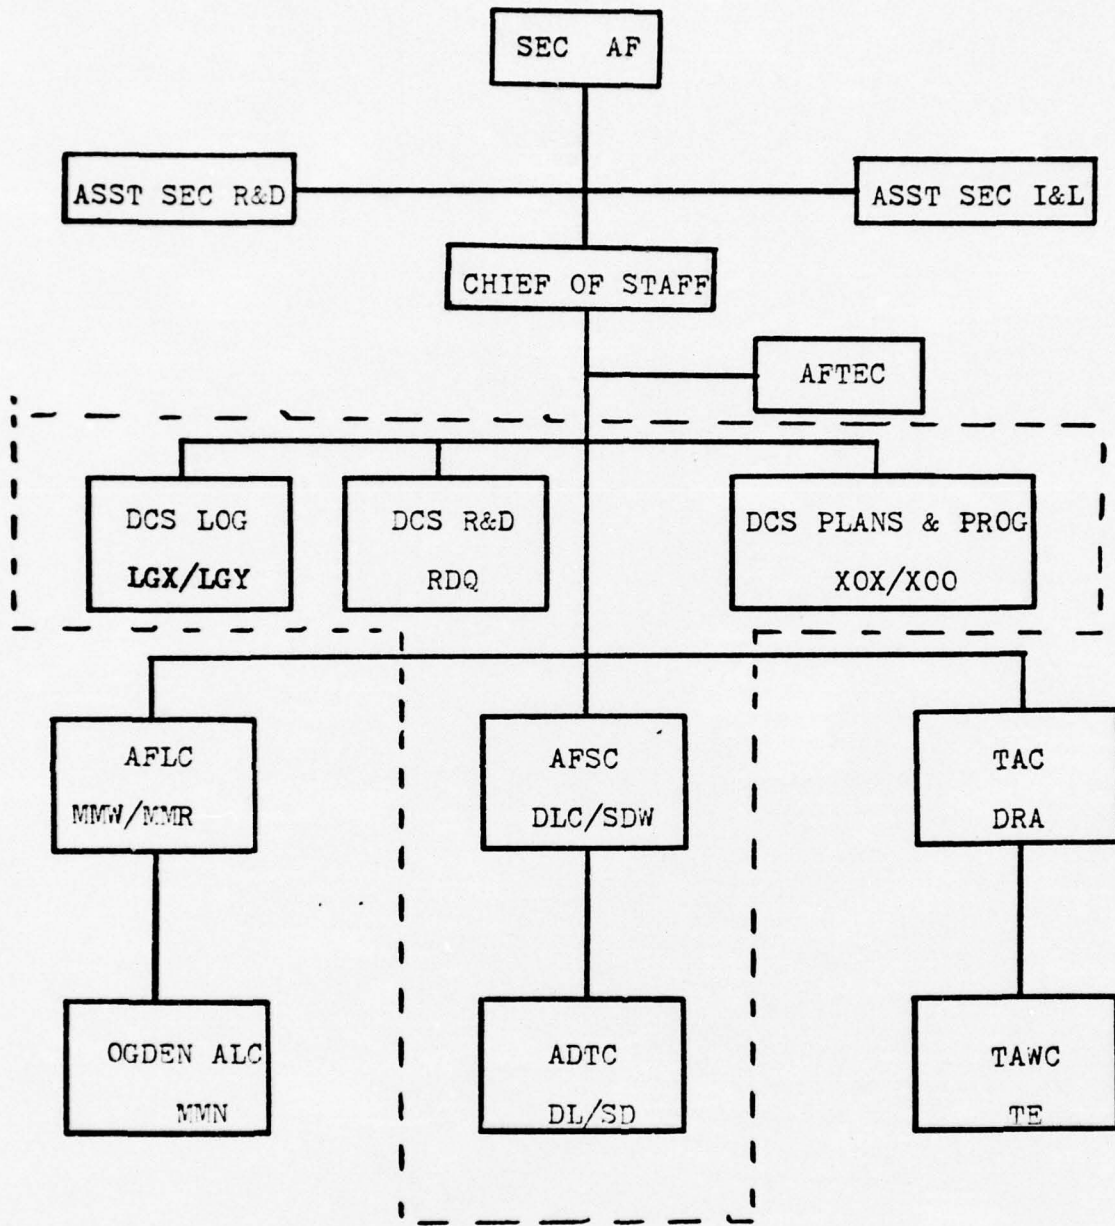 SEC AF
ASST SEC R&D
ASST SEC I&L
CHIEF OF STAFF
AFTEC
DCS LOG
LGX/LGY
DCS R&D
RDQ
DCS PLANS & PROG
XOX/XOO
AFLC
MMW/MMR
AFSC
DLC/SDW
TAC
DRA
OGDEN ALC
MMN
ADTC
DL/SD
TAWC
TE